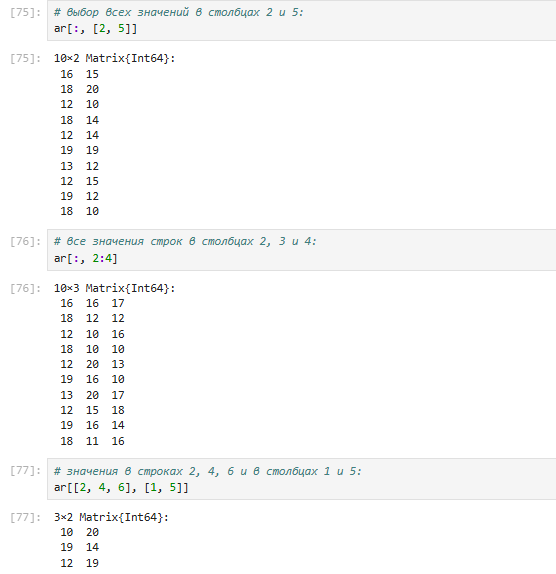 [75]: # выбор всех значений в столбцах 2 и 5:
ar[:, [2, 5]]
[75]: 10×2 Matrix{Int64}:
16 15
18 20
12 10
18 14
12 14
19 19
13 12
12 15
19 12
18 10
[76]: # все значения строк в столбцах 2, 3 и 4:
ar[:, 2:4]
[76]: 10×3 Matrix{Int64}:
16 16 17
18 12 12
12 10 16
18 10 10
12 20 13
19 16 10
13 20 17
12 15 18
19 16 14
18 11 16
[77]: # значения в строках 2, 4, 6 и в столбцах 1 и 5:
ar[[2, 4, 6], [1, 5]]
[77]: 3×2 Matrix{Int64}:
10 20
19 14
12 19